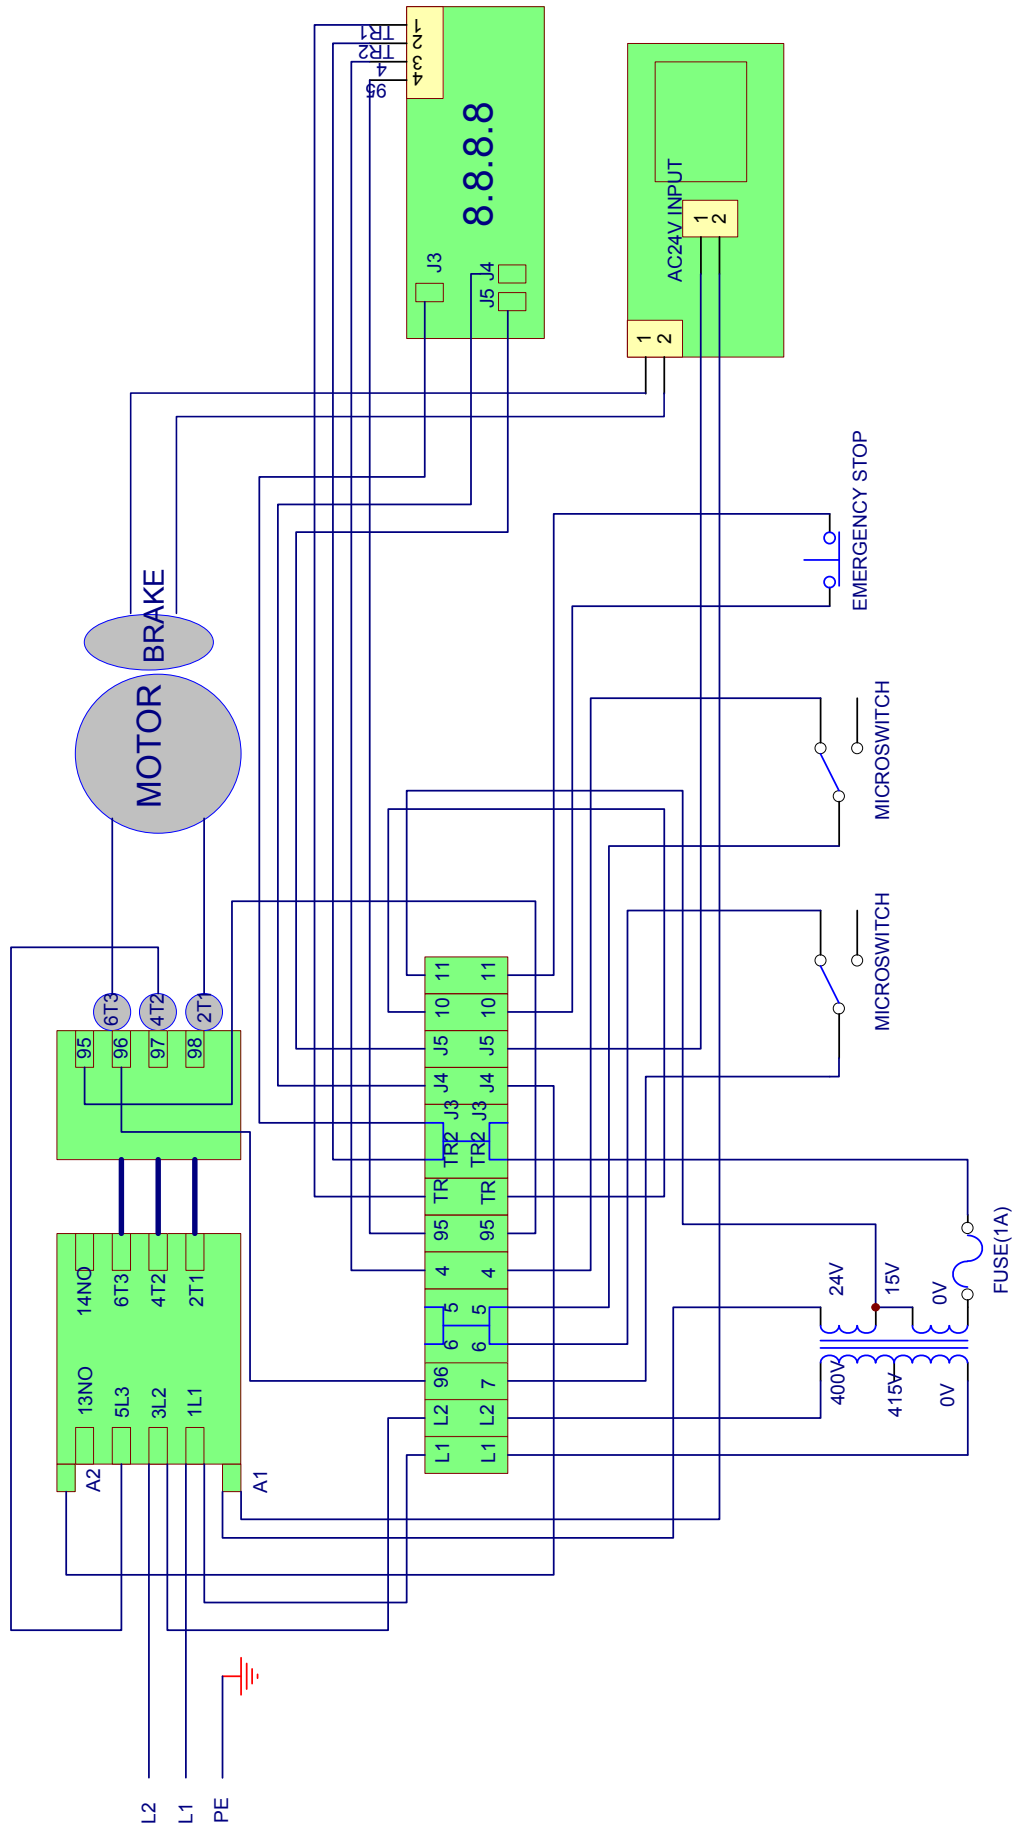 1
2
3
4
TR1
TR2
4
95
8.8.8.8
J3
J4
J5
AC24V INPUT
1
2
1
2
BRAKE
MOTOR
EMERGENCY STOP
MICROSWITCH
MICROSWITCH
6T3
4T2
2T1
95
96
97
98
14NO
6T3
4T2
2T1
13NO
5L3
3L2
1L1
A2
A1
11
10
J5
J4
J3
TR2
TR
95
4
5
6
96
L2
L1
11
10
J5
J4
J3
TR2
TR
95
4
5
6
7
L2
L1
24V
15V
0V
400V
415V
0V
FUSE(1A)
L2
L1
PE